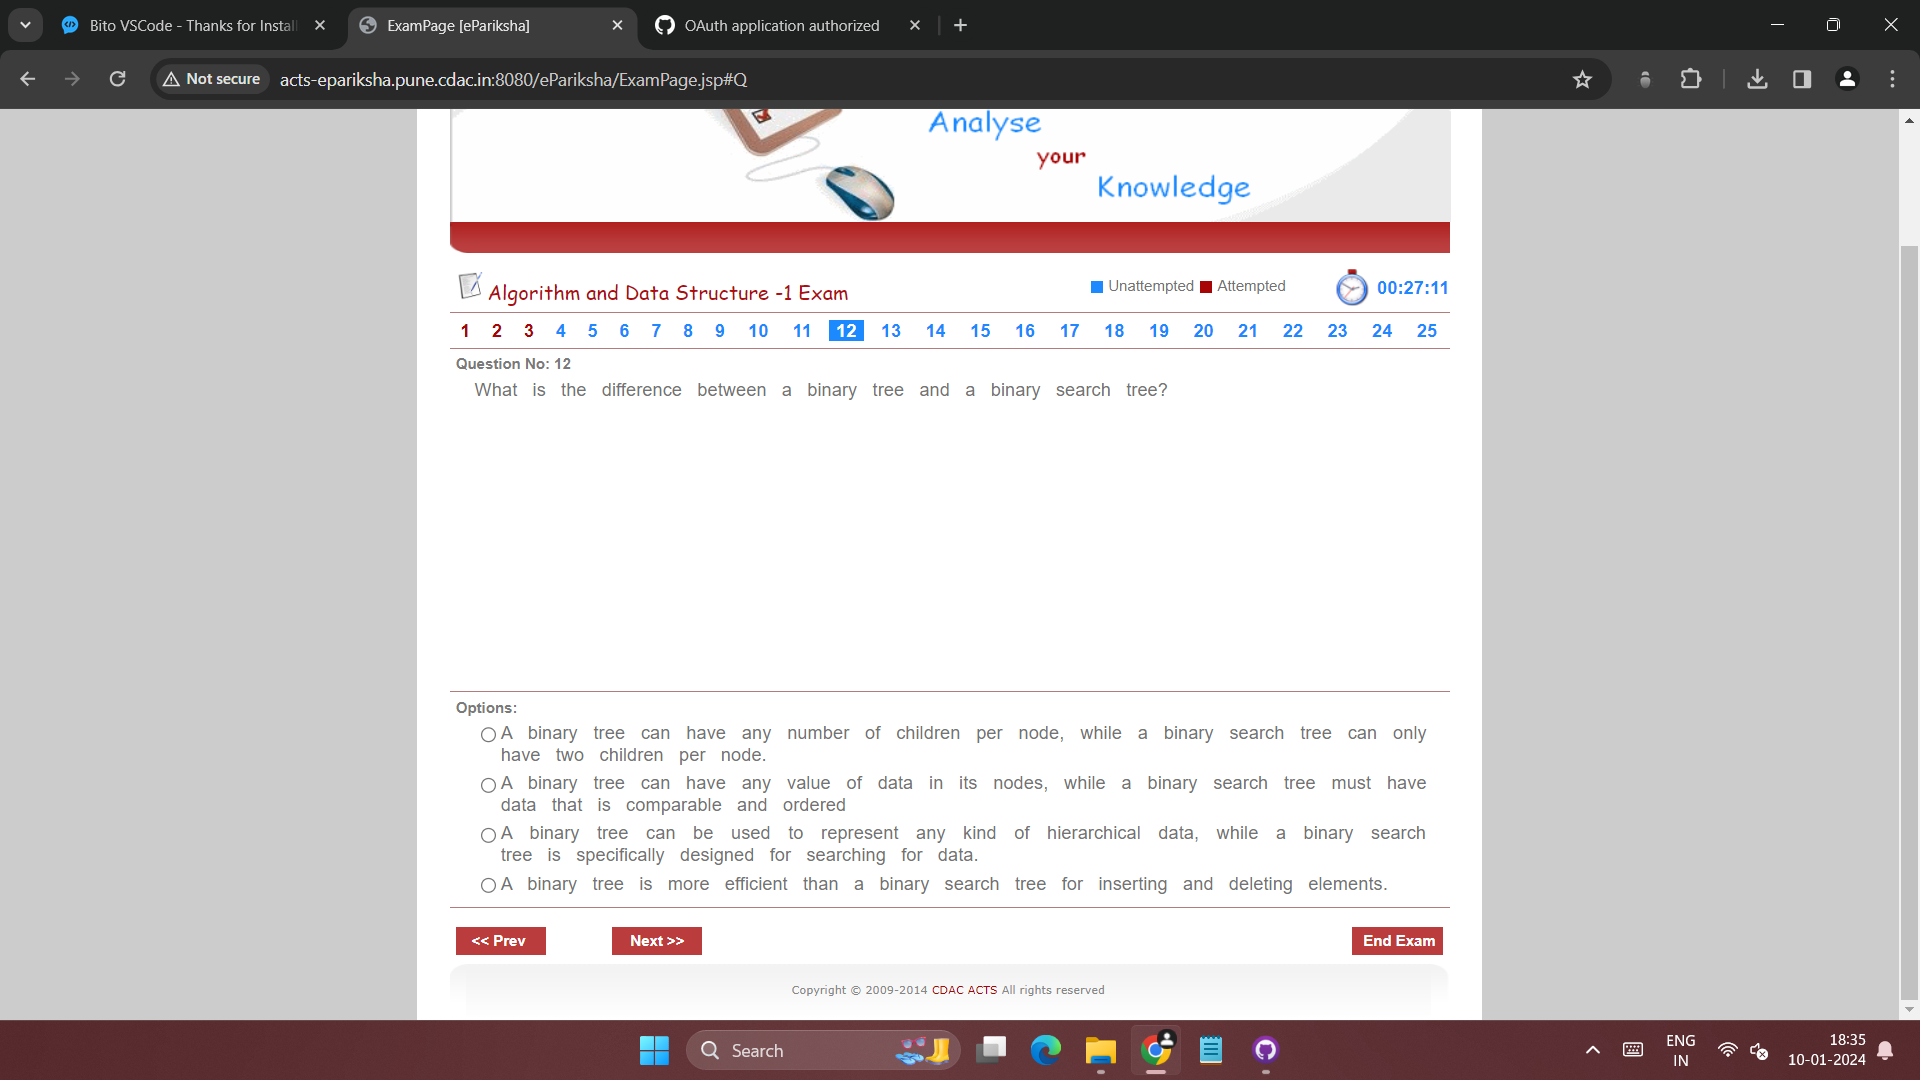 Bito VSCode - Thanks for Instal
ExamPage [ePariksha]
OAuth application authorized
Not secure
acts-epariksha.pune.cdac.in:8080/ePariksha/ExamPage.jsp#Q
Analyse
your
Knowledge
Algorithm and Data Structure -1 Exam
Unattempted Attempted
00:27:11
1 2 3 4 5 6 7 8 9 10 11 12 13 14 15 16 17 18 19 20 21 22 23 24 25
Question No: 12
What is the difference between a binary tree and a binary search tree?
Options:
A binary tree can have any number of children per node, while a binary search tree can only
have two children per node.
A binary tree can have any value of data in its nodes, while a binary search tree must have
data that is comparable and ordered
A binary tree can be used to represent any kind of hierarchical data, while a binary search
tree is specifically designed for searching for data.
A binary tree is more efficient than a binary search tree for inserting and deleting elements.
<< Prev
Next >>
End Exam
Copyright © 2009-2014 CDAC ACTS All rights reserved
Search
ENG
IN
18:35
10-01-2024